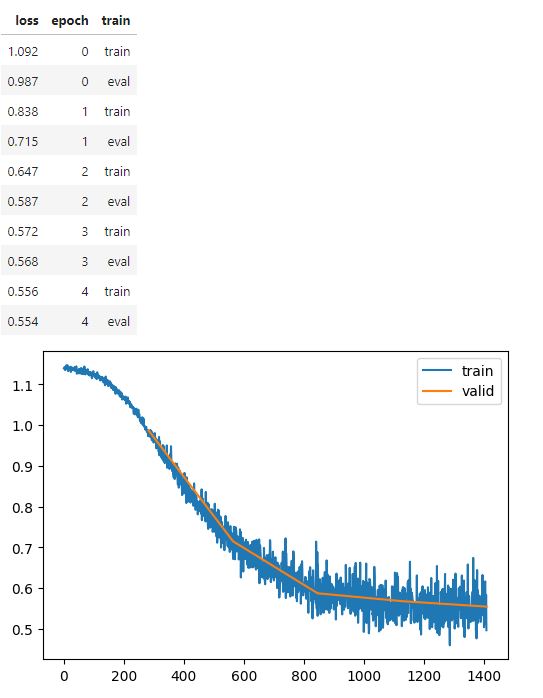 loss epoch train
1.092 0 train
0.987 0 eval
0.838 1 train
0.715 1 eval
0.647 2 train
0.587 2 eval
0.572 3 train
0.568 3 eval
0.556 4 train
0.554 4 eval
train
valid
1.1
1.0
0.9
0.8
0.7
0.6
0.5
0 200 400 600 800 1000 1200 1400